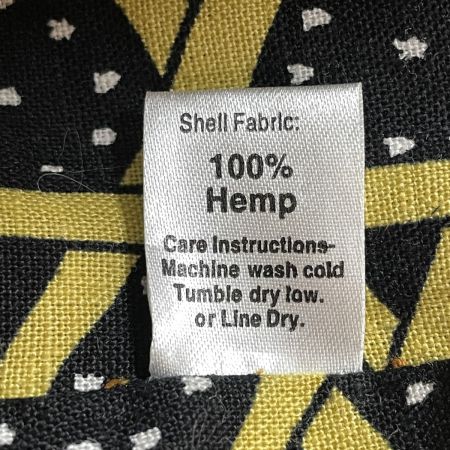 Shell Fabric:
100%
Hemp
Care Instructions-
Machine wash cold
Tumble dry low.
or Line Dry.